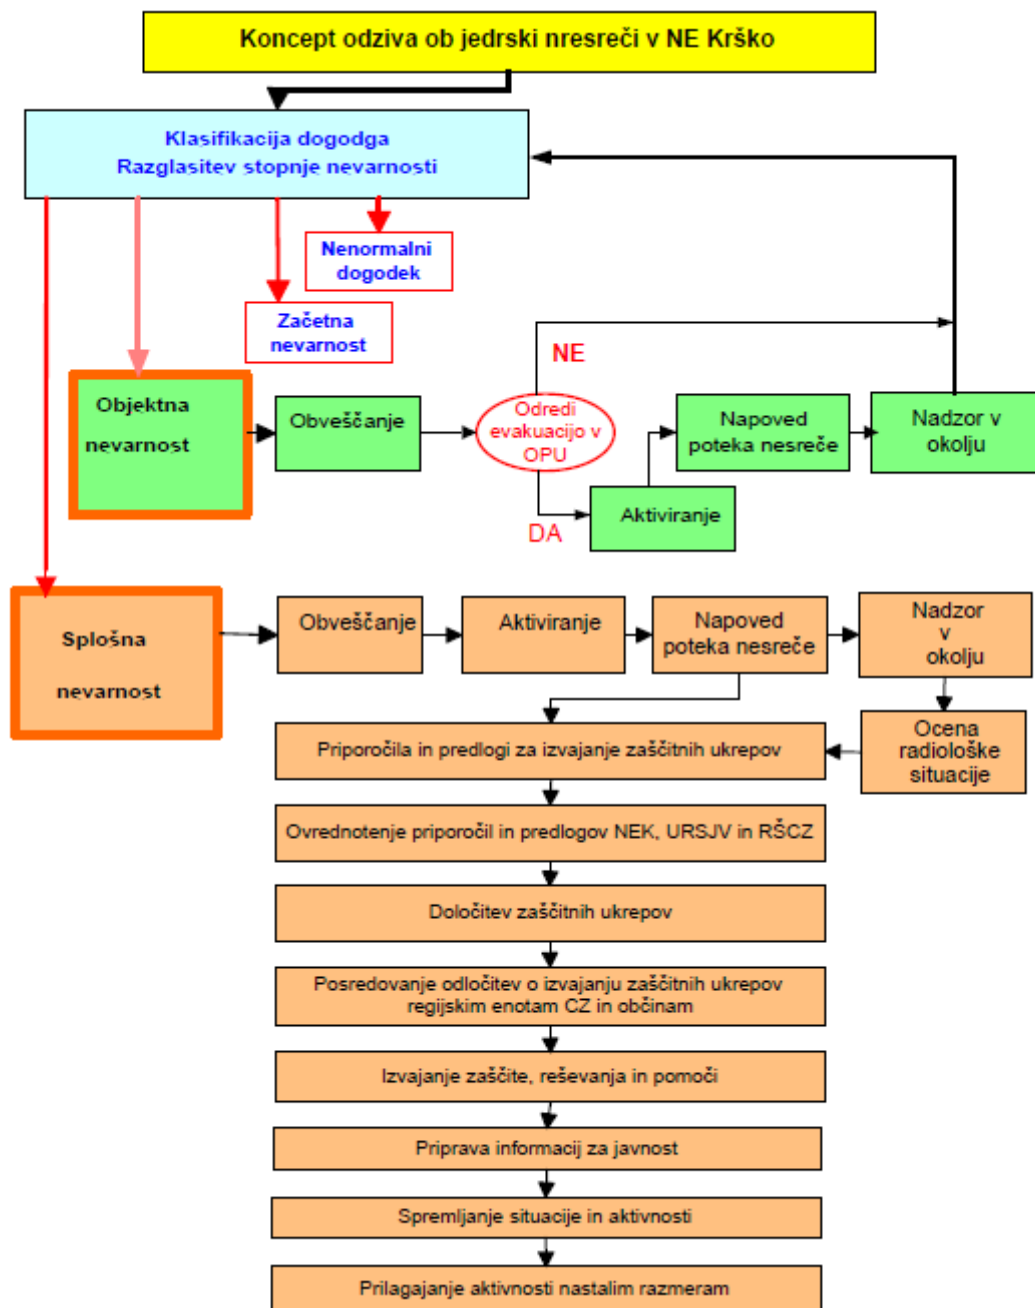 Koncept odziva ob jedrski nresreči v NE Krško
Klasifikacija dogodga
Razglasitev stopnje nevarnosti
Nenormalni
dogodek
Začetna
nevarnost
NE
Objektna
nevarnost
Obveščanje
Odredi
evakuacijo v
OPU
Napoved
poteka nesreče
Nadzor v
okolju
DA
Aktiviranje
Splošna
nevarnost
Obveščanje
Aktiviranje
Napoved
poteka nesreče
Nadzor
v
okolju
Ocena
radiološke
situacije
Priporočila in predlogi za izvajanje zaščitnih ukrepov
Ovrednotenje priporočil in predlogov NEK, URSJV in RŠCZ
Določitev zaščitnih ukrepov
Posredovanje odločitev o izvajanju zaščitnih ukrepov
regijskim enotam CZ in občinam
Izvajanje zaščite, reševanja in pomoči
Priprava informacij za javnost
Spremljanje situacije in aktivnosti
Prilagajanje aktivnosti nastalim razmeram